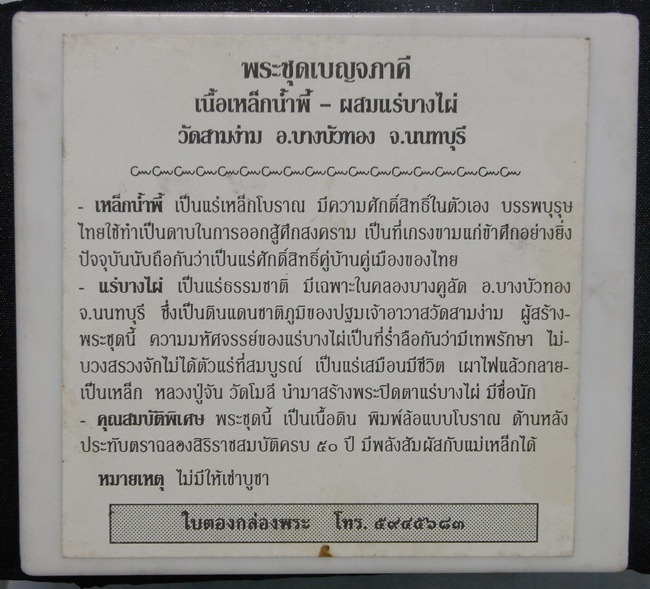 พระชุดเบญจภาคี
เนื้อเหล็กน้ำพี้ – ผสมแร่บางไผ่
วัดสามง่าม อ.บางบัวทอง จ.นนทบุรี
- เหล็กน้ำพี้ เป็นแร่เหล็กโบราณ มีความศักดิ์สิทธิ์ในตัวเอง บรรพบุรุษ
ไทยใช้ทำเป็นดาบในการออกสู้ศึกสงคราม เป็นที่เกรงขามแก่ข้าศึกอย่างยิ่ง
ปัจจุบันนับถือกันว่าเป็นแร่ศักดิ์สิทธิ์คู่บ้านคู่เมืองของไทย
- แร่บางไผ่ เป็นแร่ธรรมชาติ มีเฉพาะในคลองบางคูลัด อ.บางบัวทอง
จ.นนทบุรี ซึ่งเป็นดินแดนชาติภูมิของปฐมเจ้าอาวาสวัดสามง่าม ผู้สร้าง-
พระชุดนี้ ความมหัศจรรย์ของแร่บางไผ่เป็นที่ร่ำลือกันว่ามีเทพรักษา ไม่-
บวงสรวงจักไม่ได้ตัวแร่ที่สมบูรณ์ เป็นแร่เสมือนมีชีวิต เผาไฟแล้วกลาย-
เป็นเหล็ก หลวงปู่จัน วัดโมลี นำมาสร้างพระปิดตาแร่บางไผ่ มีชื่อนัก
- คุณสมบัติพิเศษ พระชุดนี้ เป็นเนื้อดิน พิมพ์ล้อแบบโบราณ ด้านหลัง
ประทับตราฉลองสิริราชสมบัติครบ ๕๐ ปี มีพลังสัมผัสกับแม่เหล็กได้
หมายเหตุ ไม่มีให้เช่าบูชา
ใบตองกล่องพระ โทร. ๕๙๔๕๖๘๓